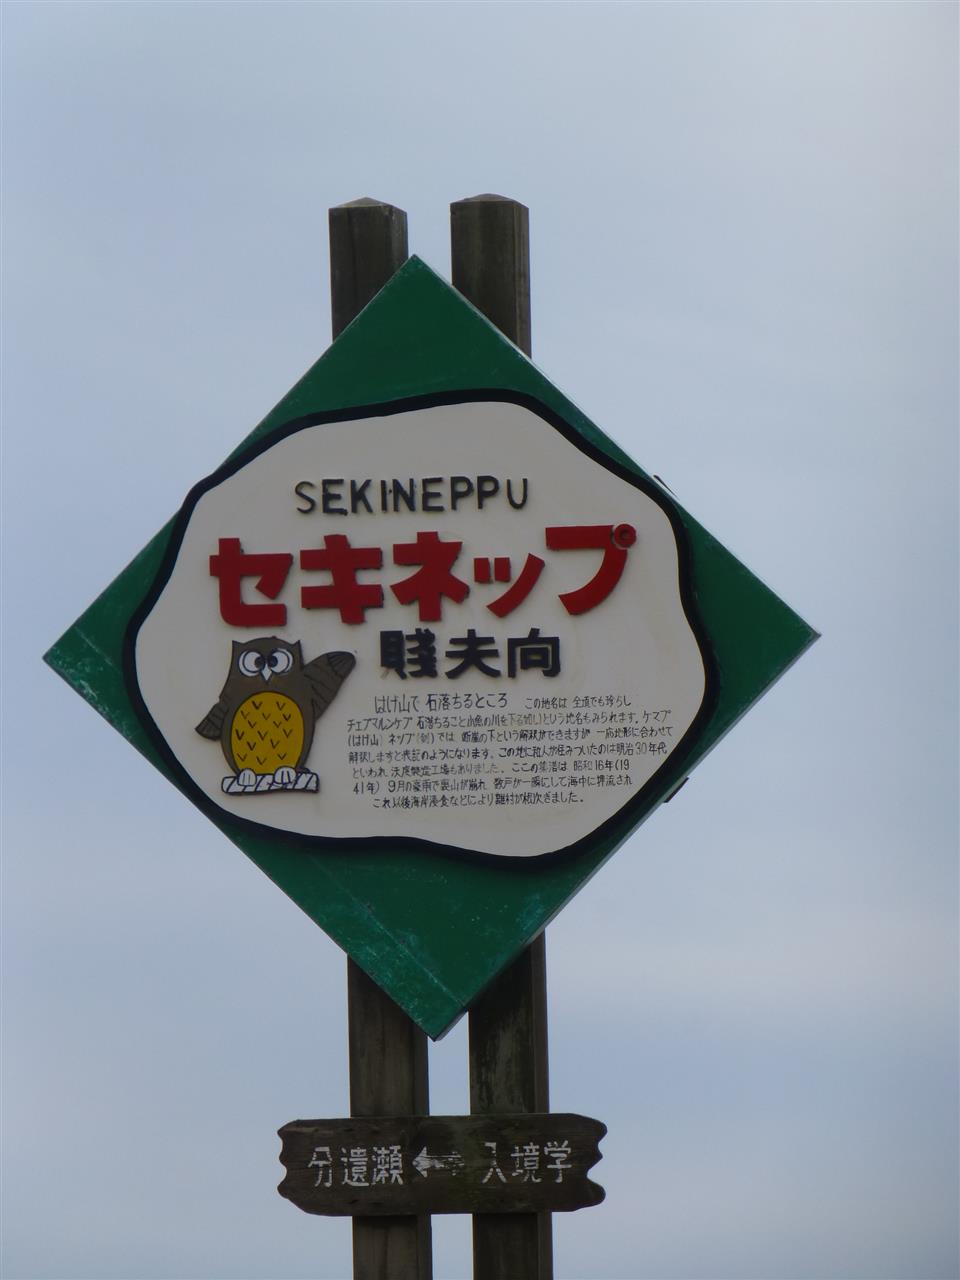 SEKINEPPU
セキネップ
賤夫向
はげ山で 石落ちるところ この地名は 全道でも珍らし
チェプマルンケプ(石落ちること小魚の川を下る如し)という地名もみられます。ケマプ
(はげ山) ネップ(剣)では 断崖の下という解釈ができますが 一応地形に合わせて
解釈しますと表記のようになります。この地に和人が住みついたのは明治30年代
といわれ 沃度製造工場もありました。ここの集落は 昭和16年(19
41年) 9月の豪雨で裏山が崩れ 数戸が一瞬にして海中に押流され
これ以後海岸浸食などにより離村が相次ぎました。
分遺瀬 ⟷ 入境学